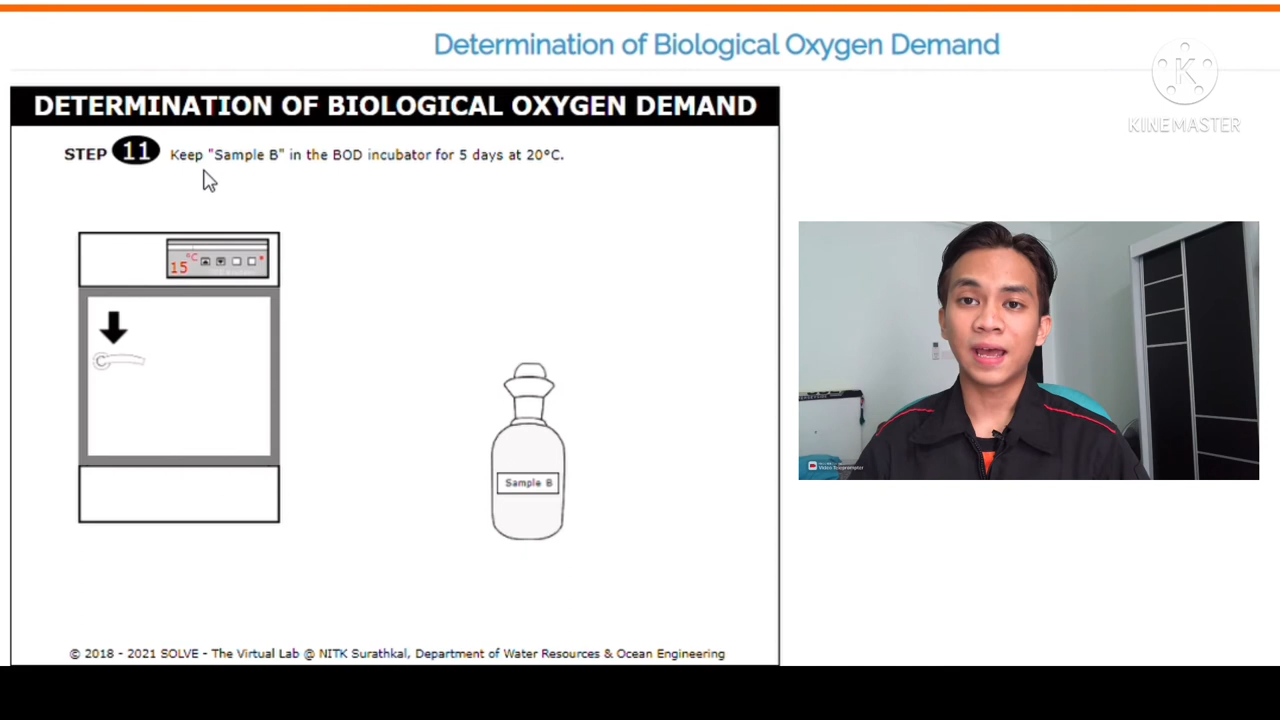 Determination of Biological Oxygen Demand
K
KINEMASTER
DETERMINATION OF BIOLOGICAL OXYGEN DEMAND
STEP 11 Keep "Sample B" in the BOD incubator for 5 days at 20°C.
15 °C
Sample B
Video Teleprompter
© 2018 - 2021 SOLVE - The Virtual Lab @ NITK Surathkal, Department of Water Resources & Ocean Engineering